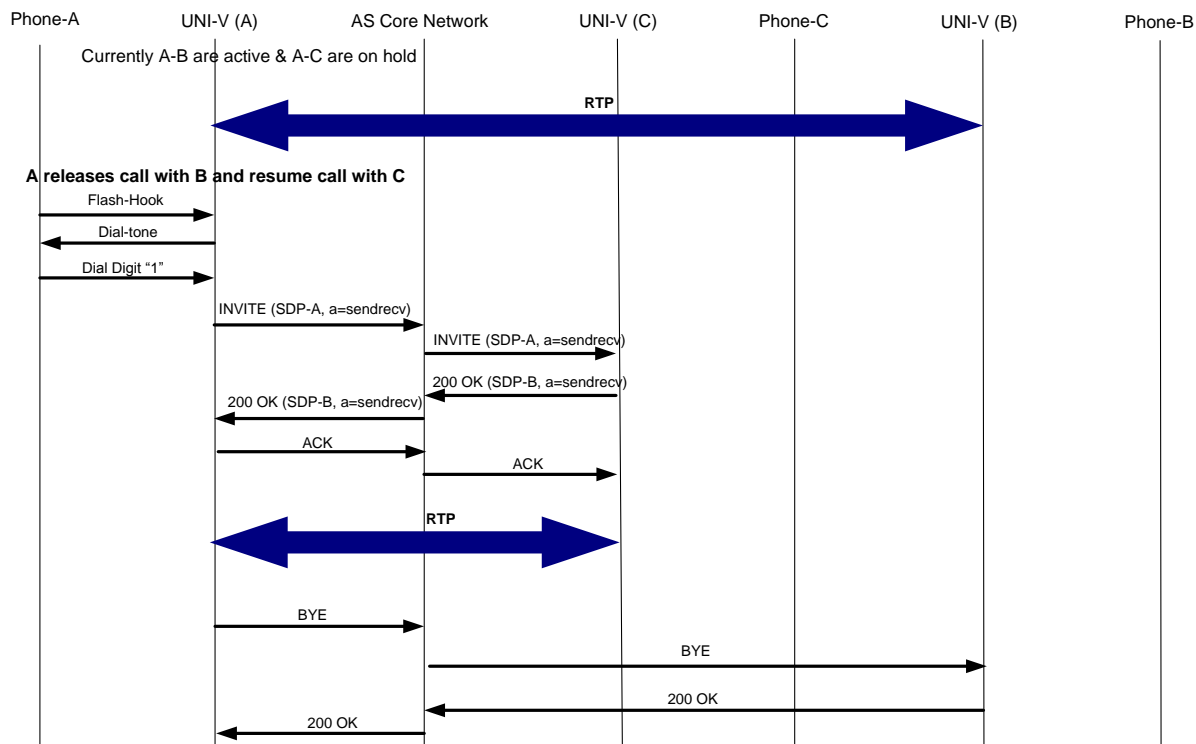 Phone-A
UNI-V (A)
AS Core Network
UNI-V (C)
Phone-C
UNI-V (B)
Phone-B
Currently A-B are active & A-C are on hold
RTP
A releases call with B and resume call with C
Flash-Hook
Dial-tone
Dial Digit “1”
INVITE (SDP-A, a=sendrecv)
INVITE (SDP-A, a=sendrecv)
200 OK (SDP-B, a=sendrecv)
200 OK (SDP-B, a=sendrecv)
ACK
ACK
RTP
BYE
BYE
200 OK
200 OK